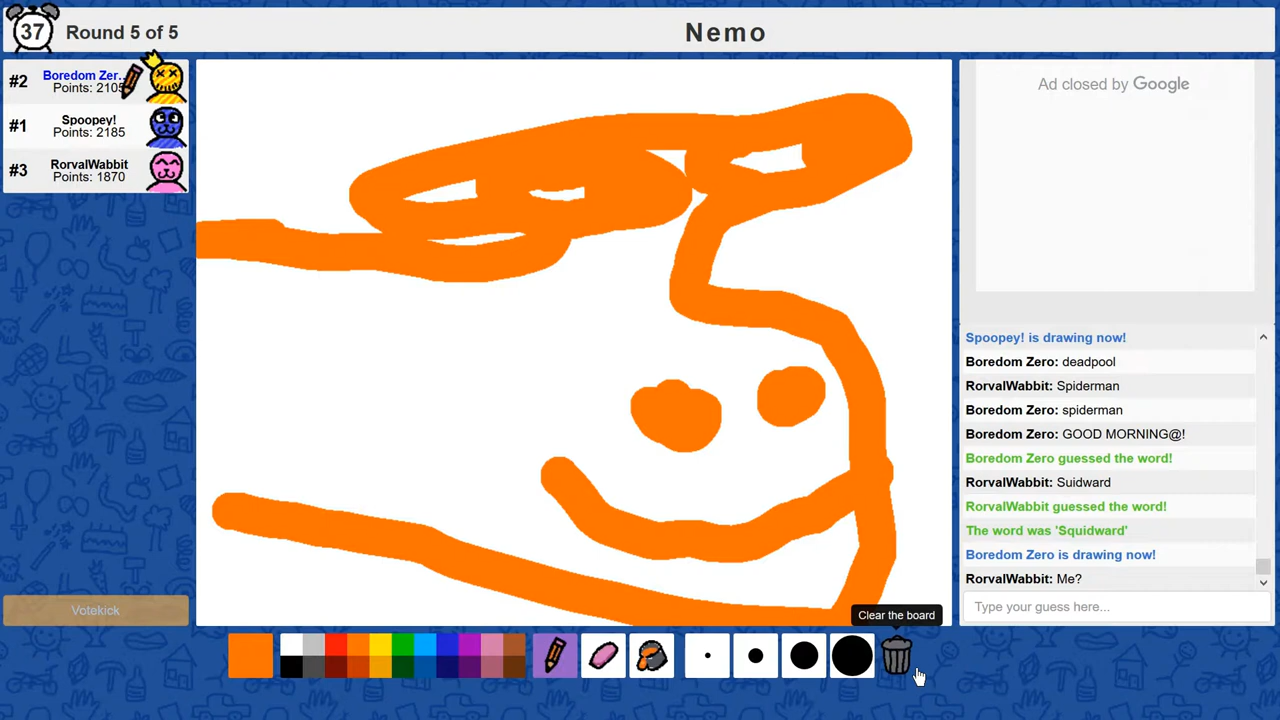 37
Round 5 of 5
Nemo
#2
Boredom Zer...
Points: 2105
#1
Spoopey!
Points: 2185
#3
RorvalWabbit
Points: 1870
Votekick
Ad closed by Google
Spoopey! is drawing now!
Boredom Zero: deadpool
RorvalWabbit: Spiderman
Boredom Zero: spiderman
Boredom Zero: GOOD MORNING@!
Boredom Zero guessed the word!
RorvalWabbit: Suidward
RorvalWabbit guessed the word!
The word was 'Squidward'
Boredom Zero is drawing now!
RorvalWabbit: Me?
Type your guess here...
Clear the board